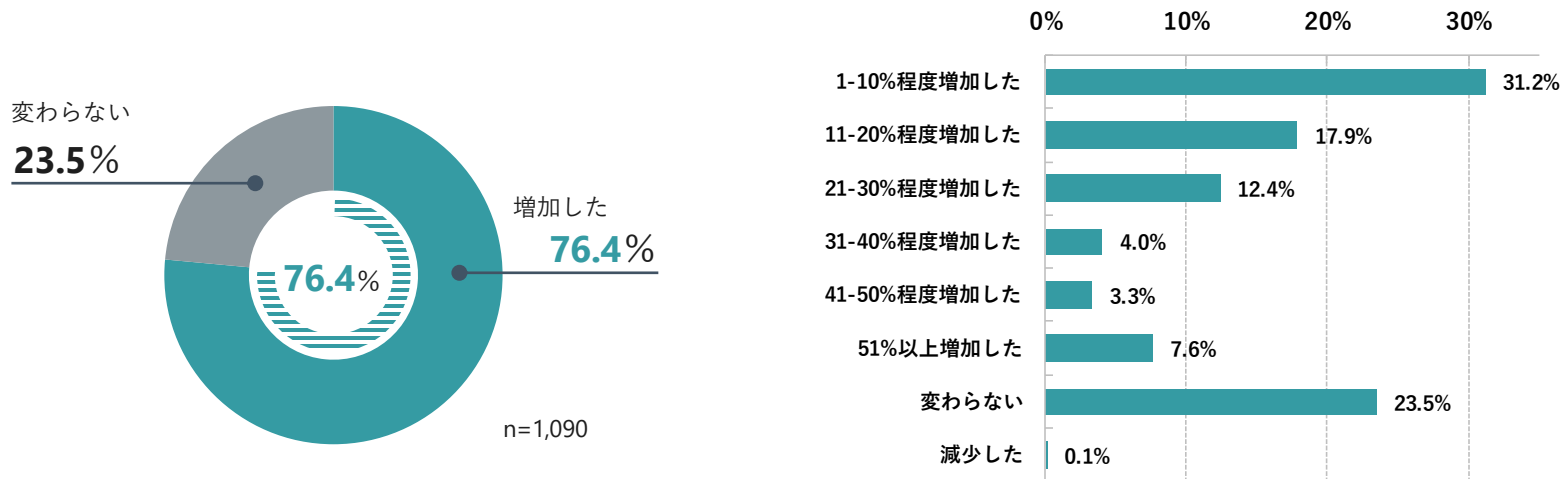 変わらない
23.5%
増加した
76.4%
76.4%
n=1,090
0% 10% 20% 30%
1-10%程度増加した 31.2%
11-20%程度増加した 17.9%
21-30%程度増加した 12.4%
31-40%程度増加した 4.0%
41-50%程度増加した 3.3%
51%以上増加した 7.6%
変わらない 23.5%
減少した 0.1%